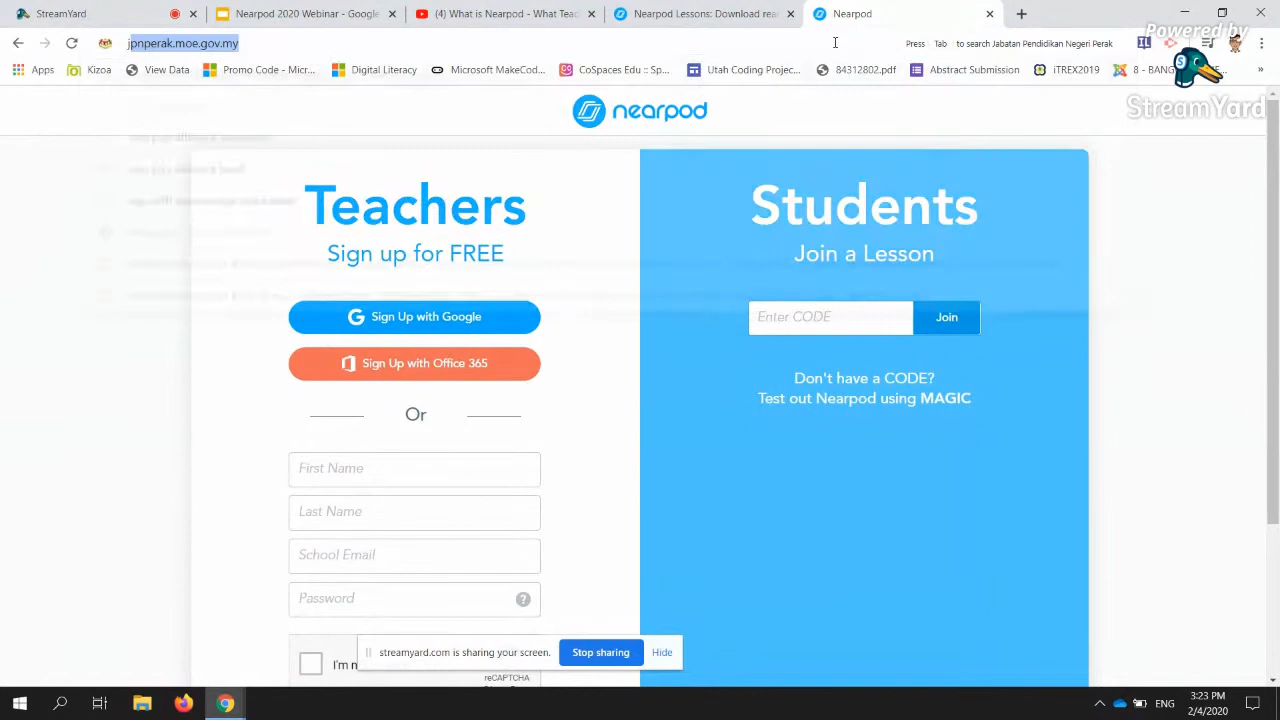 StreamYard
Nearpod 2020 Webinar - Google
(4) What is Nearpod - What Teac
Nearpod Lessons: Download rea
Nearpod
jpnperak.moe.gov.my
Press Tab to search Jabatan Pendidikan Negeri Perak
Powered by
StreamYard
Apps
Kizoa
View Data
Promo Code - Micr...
Digital Literacy
Microsoft MakeCod...
CoSpaces Edu :: Sp...
Utah Coding Projec...
84312802.pdf
Abstract Submission
iTREX2019
8 - BANG
nearpod
Teachers
Sign up for FREE
Sign Up with Google
Sign Up with Office 365
Or
First Name
Last Name
School Email
Password
?
I'm
reCAPTCHA
Students
Join a Lesson
Enter CODE
Join
Don't have a CODE?
Test out Nearpod using MAGIC
streamyard.com is sharing your screen.
Stop sharing
Hide
ENG
3:23 PM
2/4/2020